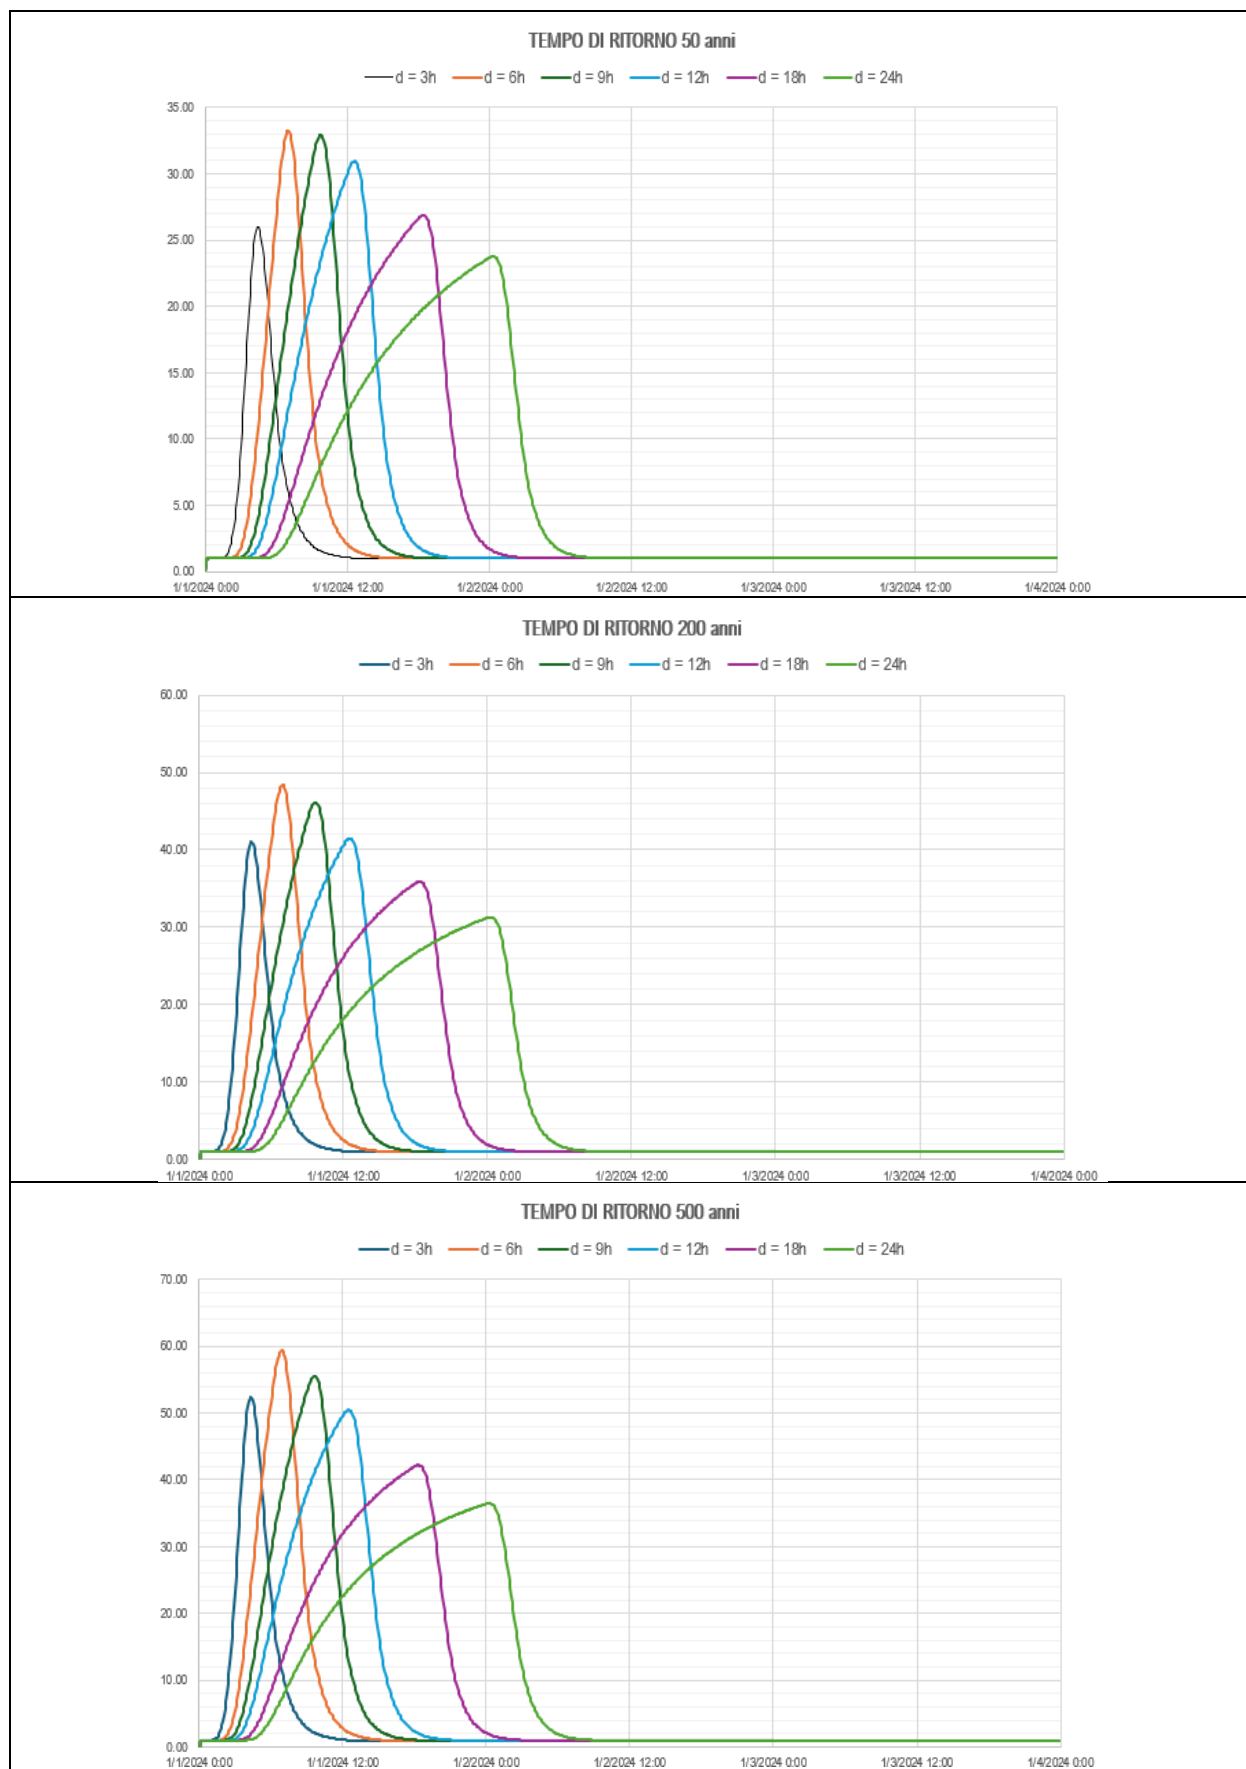 TEMPO DI RITORNO 50 anni
d = 3h d = 6h d = 9h d = 12h d = 18h d = 24h
35.00
30.00
25.00
20.00
15.00
10.00
5.00
0.00
1/1/2024 0:00 1/1/2024 12:00 1/2/2024 0:00 1/2/2024 12:00 1/3/2024 0:00 1/3/2024 12:00 1/4/2024 0:00
TEMPO DI RITORNO 200 anni
d = 3h d = 6h d = 9h d = 12h d = 18h d = 24h
60.00
50.00
40.00
30.00
20.00
10.00
0.00
1/1/2024 0:00 1/1/2024 12:00 1/2/2024 0:00 1/2/2024 12:00 1/3/2024 0:00 1/3/2024 12:00 1/4/2024 0:00
TEMPO DI RITORNO 500 anni
d = 3h d = 6h d = 9h d = 12h d = 18h d = 24h
70.00
60.00
50.00
40.00
30.00
20.00
10.00
0.00
1/1/2024 0:00 1/1/2024 12:00 1/2/2024 0:00 1/2/2024 12:00 1/3/2024 0:00 1/3/2024 12:00 1/4/2024 0:00